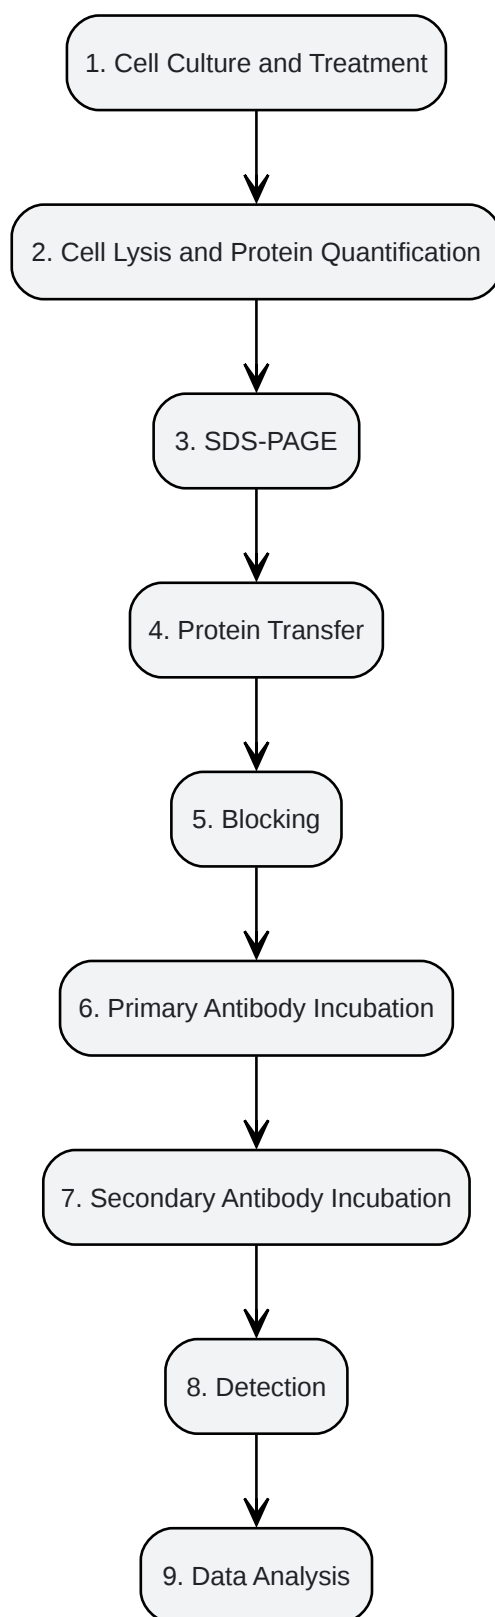 1. Cell Culture and Treatment
2. Cell Lysis and Protein Quantification
3. SDS-PAGE
4. Protein Transfer
5. Blocking
6. Primary Antibody Incubation
7. Secondary Antibody Incubation
8. Detection
9. Data Analysis